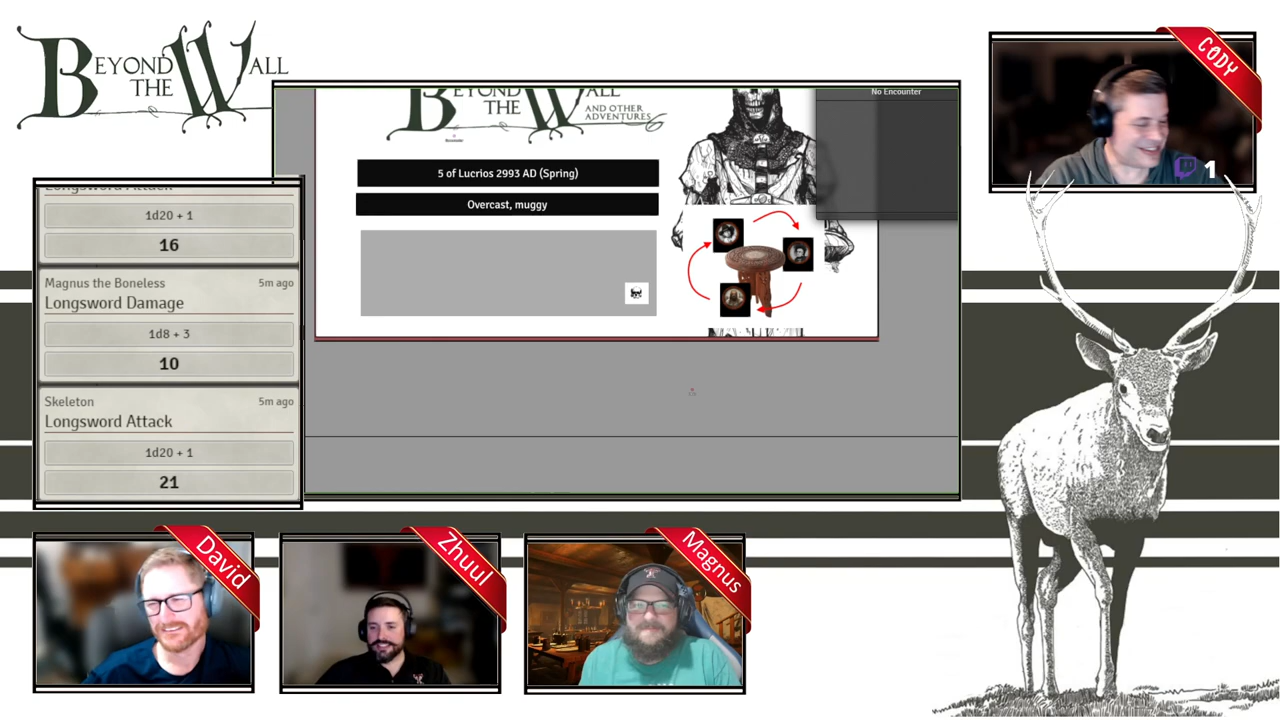 BEYOND
THE WALL
CODY
BEYOND
THE WALL
AND OTHER
ADVENTURES
No Encounter
5 of Lucrios 2993 AD (Spring)
Overcast, muggy
Longsword Attack
1d20 + 1
16
Magnus the Boneless 5m ago
Longsword Damage
1d8 + 3
10
Skeleton 5m ago
Longsword Attack
1d20 + 1
21
1
David
Zhuul
Magnus